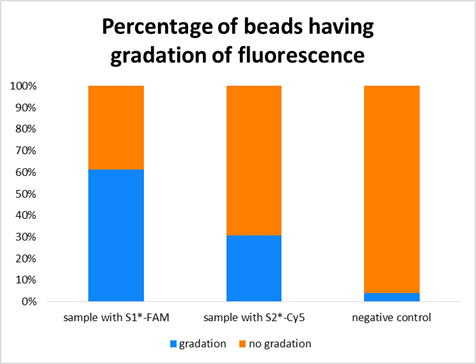 Percentage of beads having
gradation of fluorescence
100%
90%
80%
70%
60%
50%
40%
30%
20%
10%
0%
sample with S1*-FAM sample with S2*-Cy5 negative control
gradation no gradation